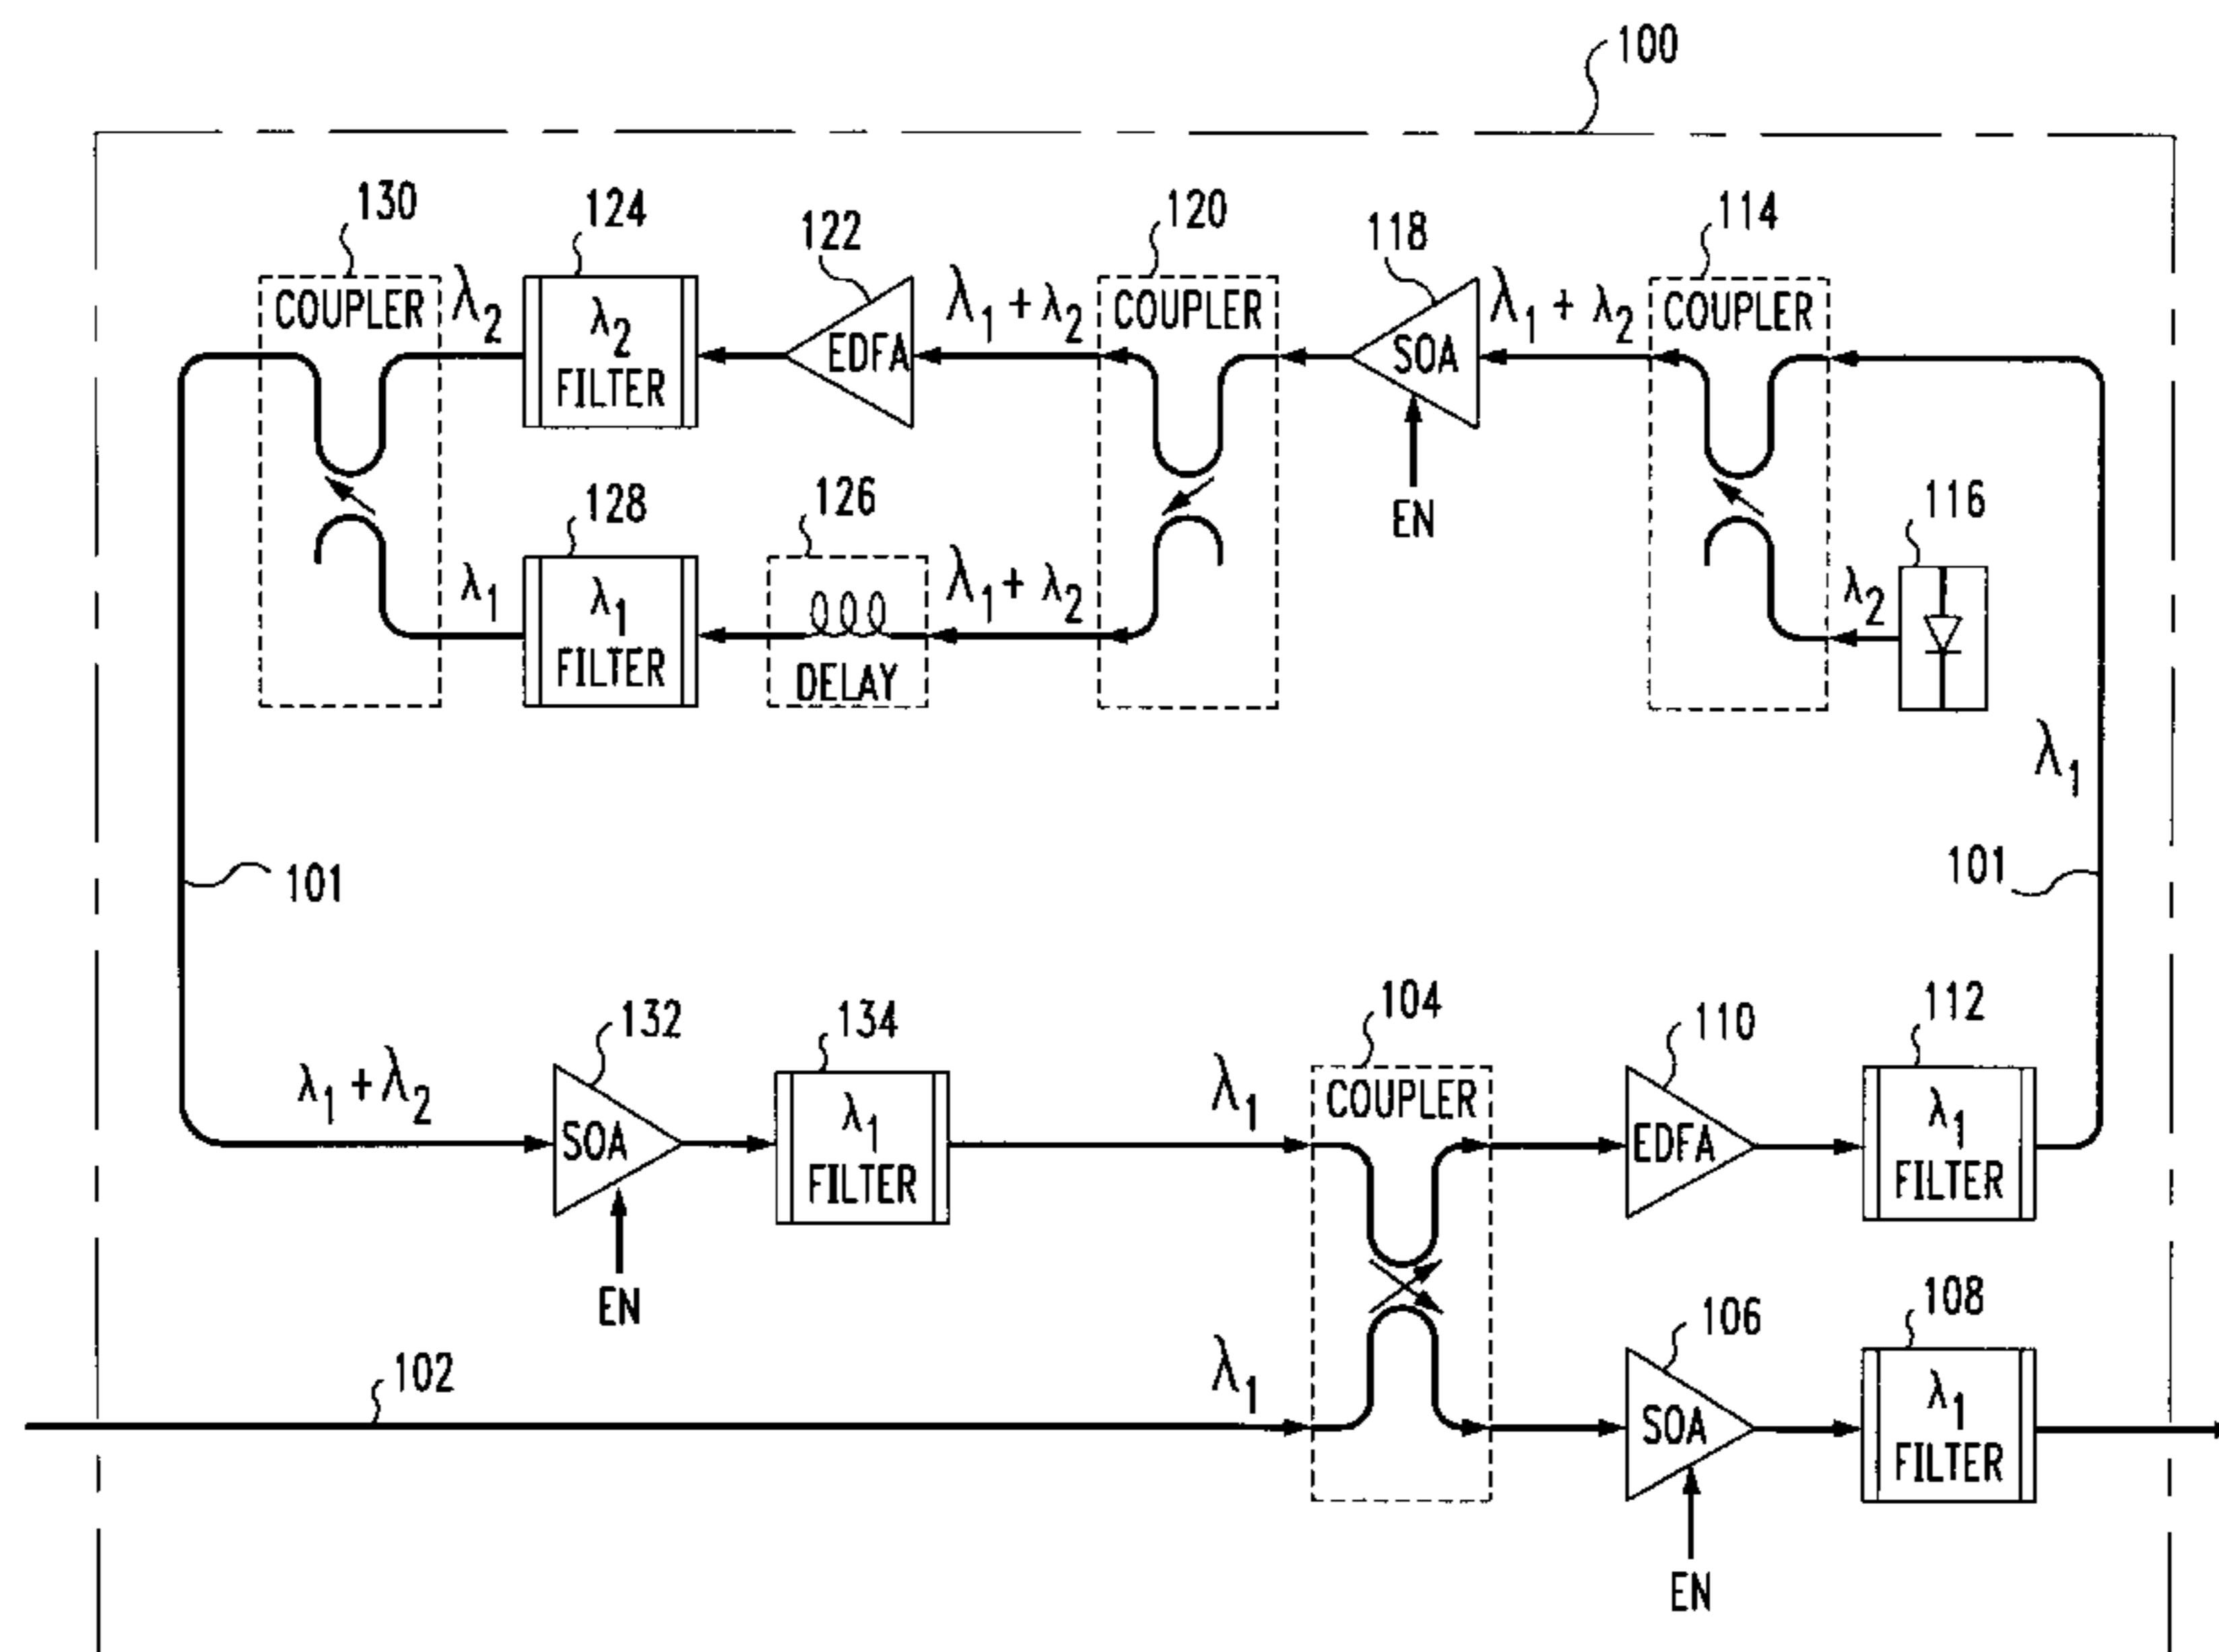 100
130
124
122
120
118
114
COUPLER
λ2
λ2
FILTER
EDFA
λ1 + λ2
COUPLER
SOA
λ1 + λ2
COUPLER
EN
128
126
116
λ1
λ1
FILTER
DELAY
λ1 + λ2
λ2
λ1
101
101
132
134
104
110
112
λ1 + λ2
SOA
λ1
FILTER
λ1
COUPLER
EDFA
λ1
FILTER
EN
102
λ1
106
108
SOA
λ1
FILTER
EN